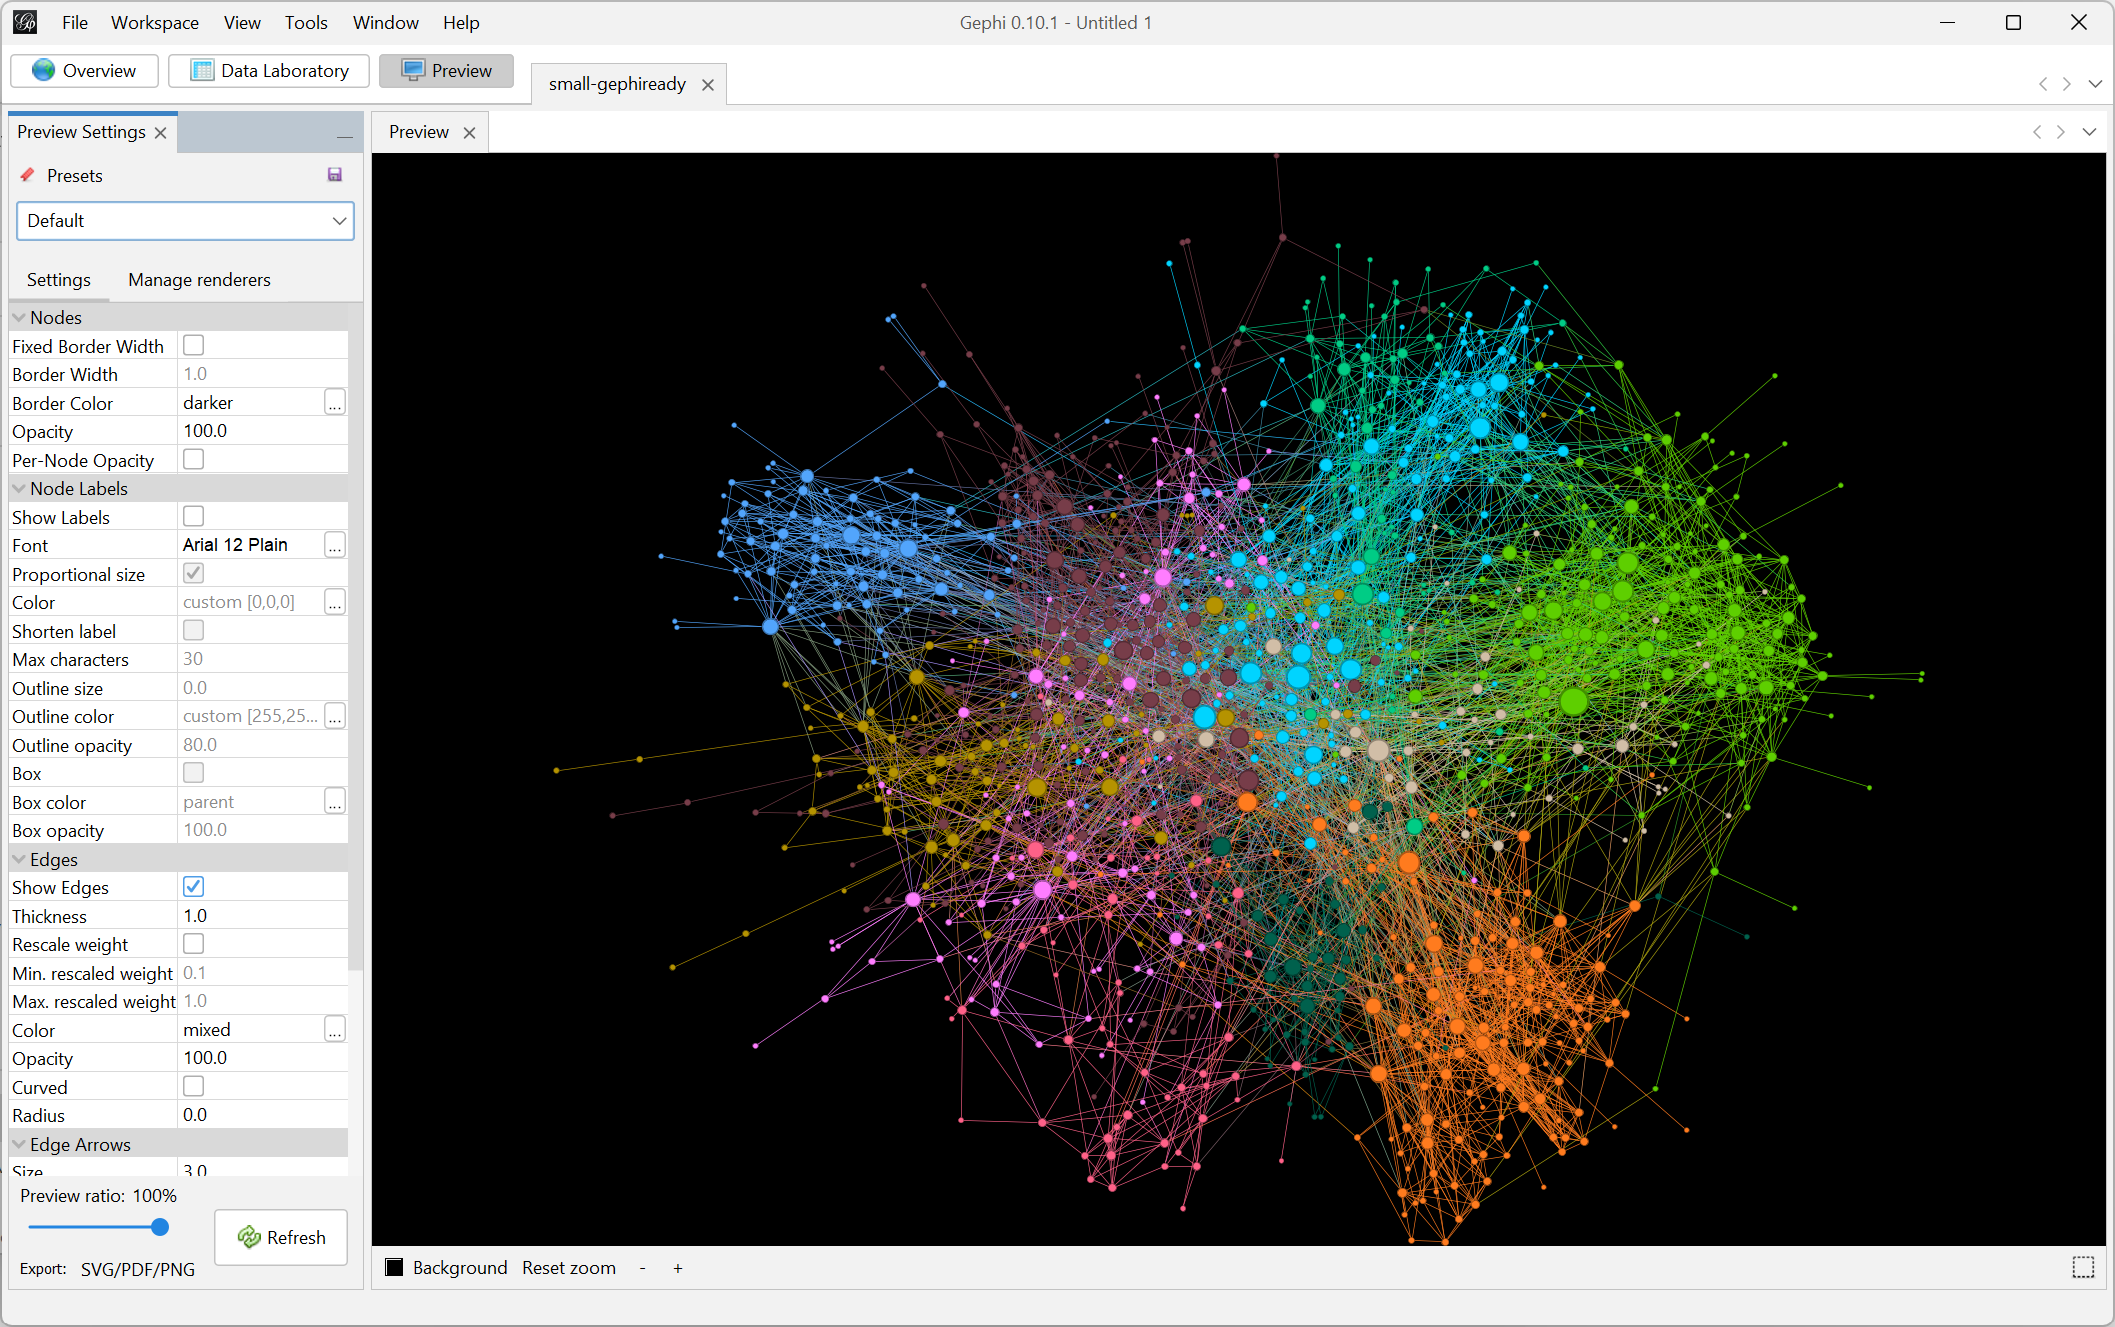 File Workspace View Tools Window Help Gephi 0.10.1 - Untitled 1
Overview Data Laboratory Preview small-gephiready
Preview Settings Preview
Presets
Default
Settings Manage renderers
Nodes
Fixed Border Width
Border Width 1.0
Border Color darker ...
Opacity 100.0
Per-Node Opacity
Node Labels
Show Labels
Font Arial 12 Plain ...
Proportional size
Color custom [0,0,0] ...
Shorten label
Max characters 30
Outline size 0.0
Outline color custom [255,25... ...
Outline opacity 80.0
Box
Box color parent ...
Box opacity 100.0
Edges
Show Edges
Thickness 1.0
Rescale weight
Min. rescaled weight 0.1
Max. rescaled weight 1.0
Color mixed ...
Opacity 100.0
Curved
Radius 0.0
Edge Arrows
Size 3.0
Preview ratio: 100%
Refresh
Export: SVG/PDF/PNG
Background Reset zoom - +